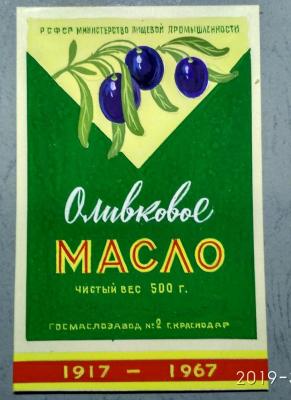 РСФСР МИНИСТЕРСТВО ПИЩЕВОЙ ПРОМЫШЛЕННОСТИ
Оливковое
МАСЛО
ЧИСТЫЙ ВЕС 500 г.
ГОСМАСЛОЗАВОД №2 Г. КРАСНОДАР
1917 – 1967